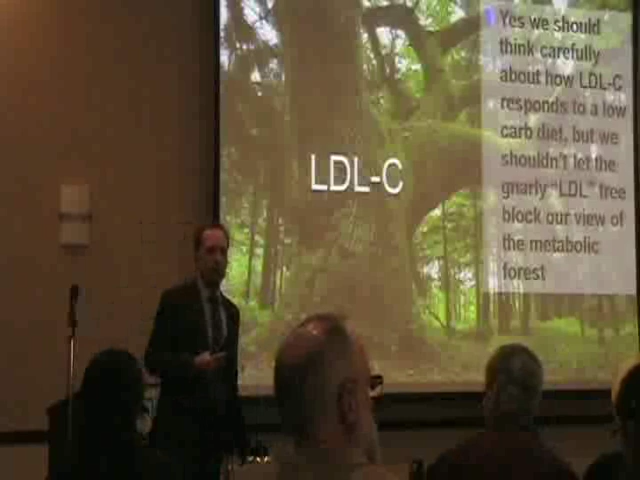 LDL-C
Yes we should
think carefully
about how LDL-C
responds to a low
carb diet, but we
shouldn't let the
gnarly "LDL" tree
block our view of
the metabolic
forest